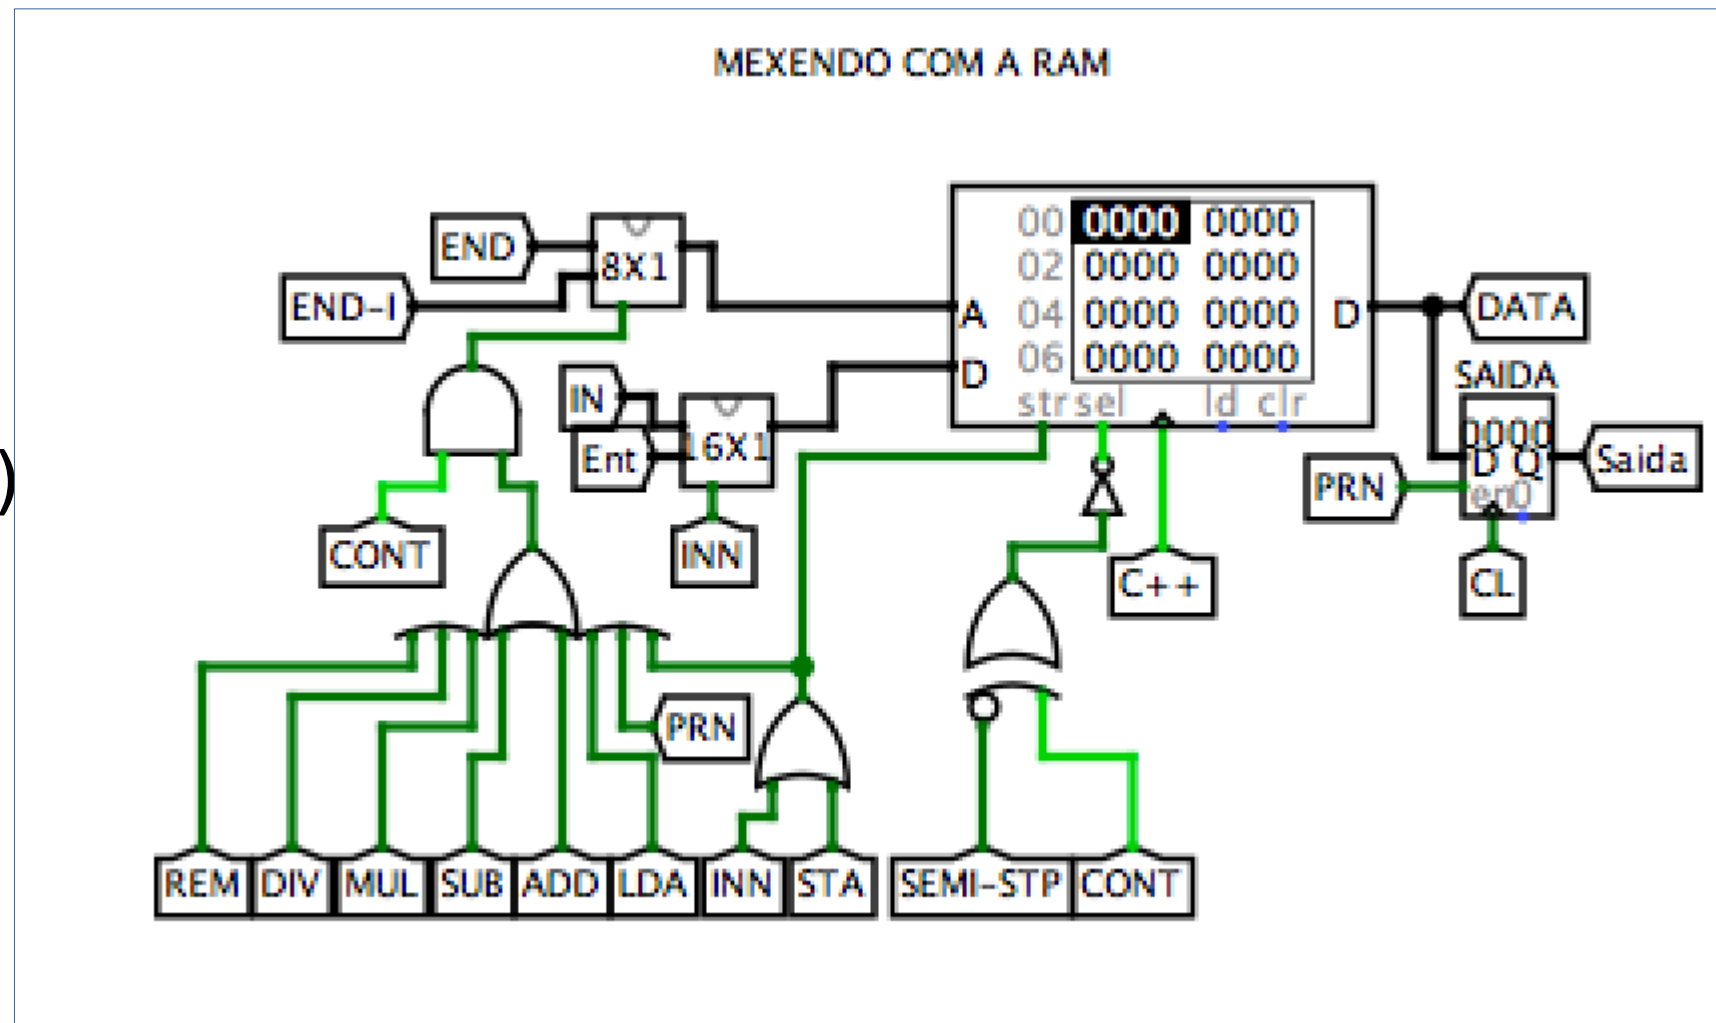 MEXENDO COM A RAM
END
8X1
END-I
00 0000 0000
02 0000 0000
A 04 0000 0000 D
D 06 0000 0000
str sel ld clr
DATA
SAIDA
IN
Ent
16X1
0000
D Q
en 0
Saida
PRN
CONT
INN
C++
CL
)
PRN
REM DIV MUL SUB ADD LDA INN STA SEMI-STP CONT